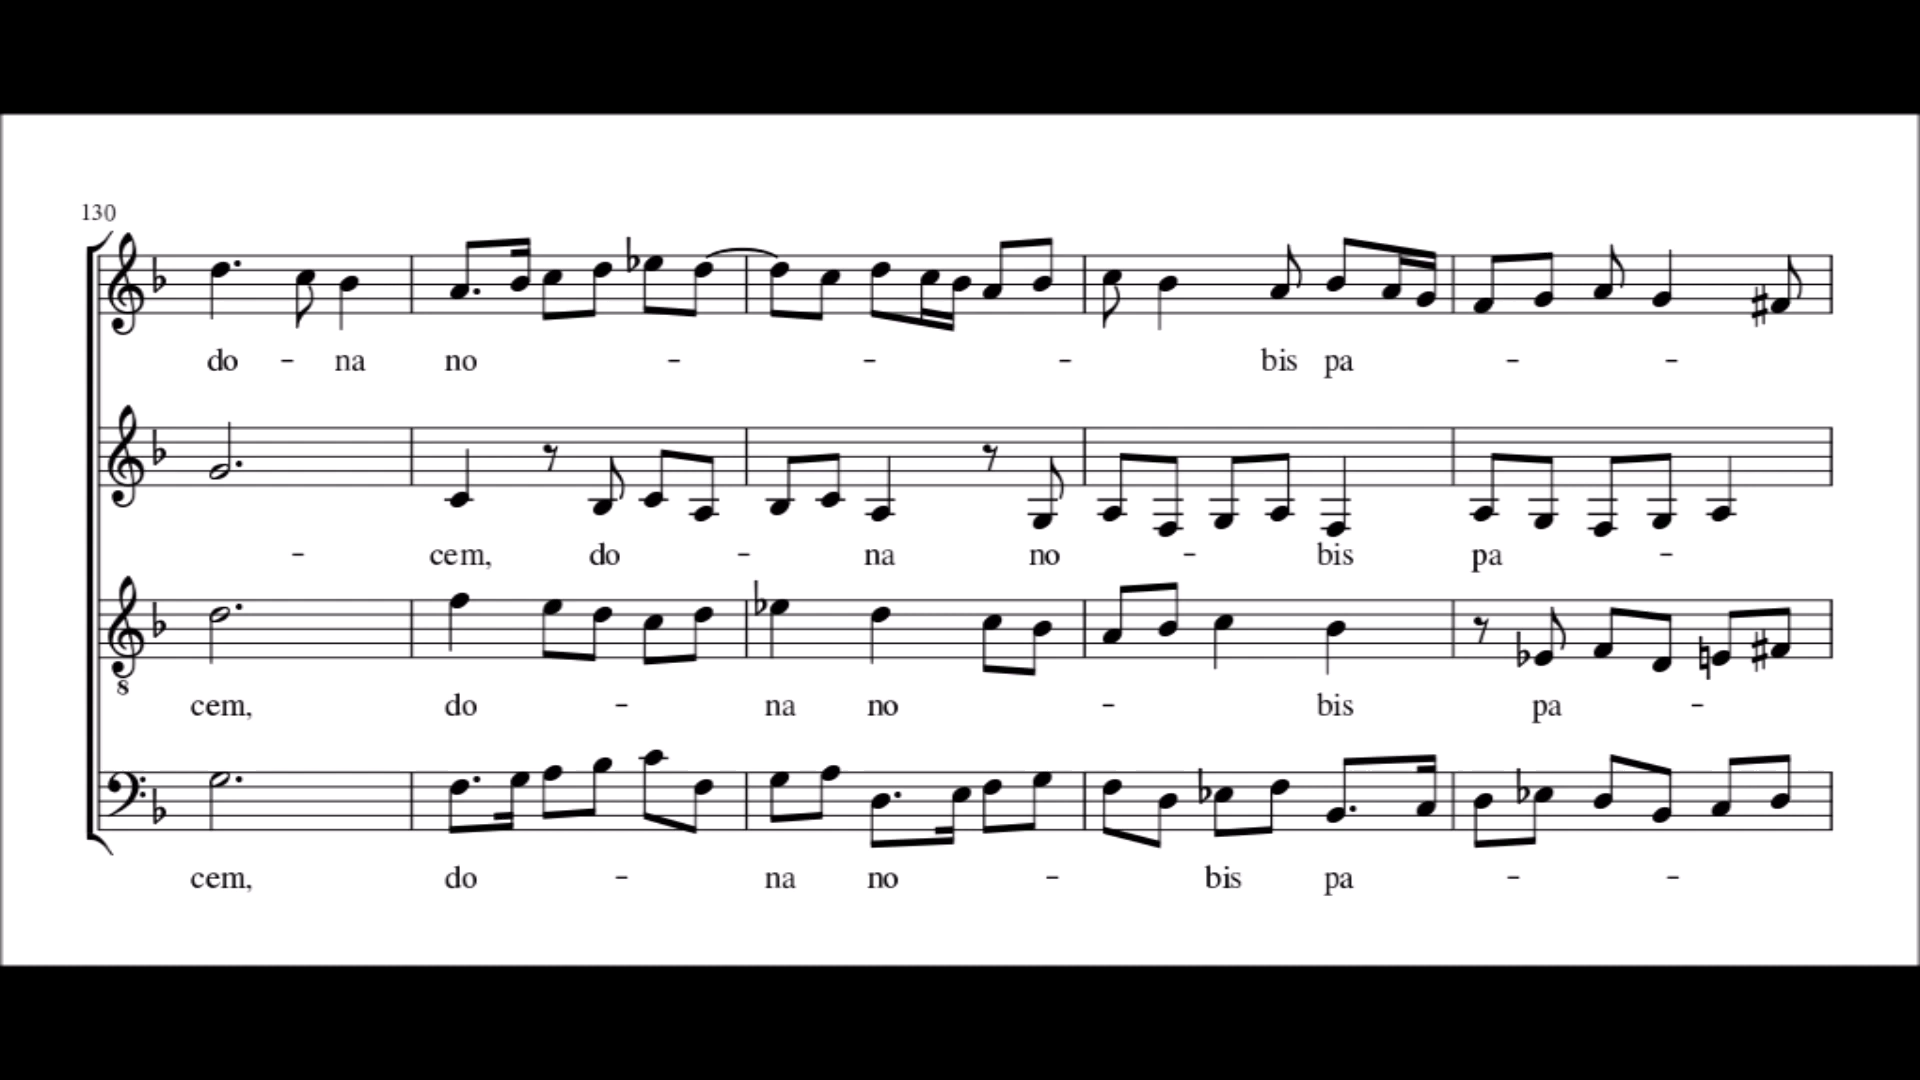 130
do - na no - - - bis pa - -
- cem, do - na no - bis pa -
8
cem, do - na no - bis pa -
cem, do - na no - bis pa - -